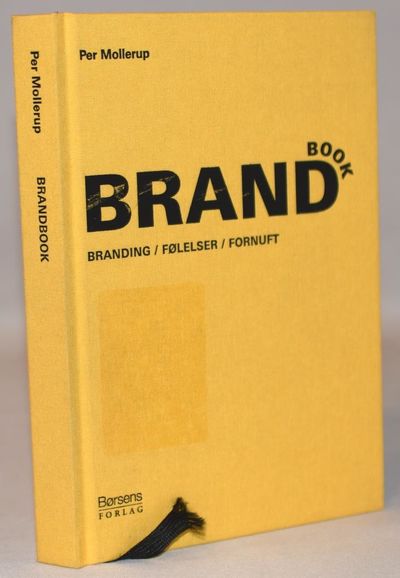 Per Mollerup
BRANDBOOK
Per Mollerup
BRAND
BOOK
BRANDING / FØLELSER / FORNUFT
Børsens
FORLAG